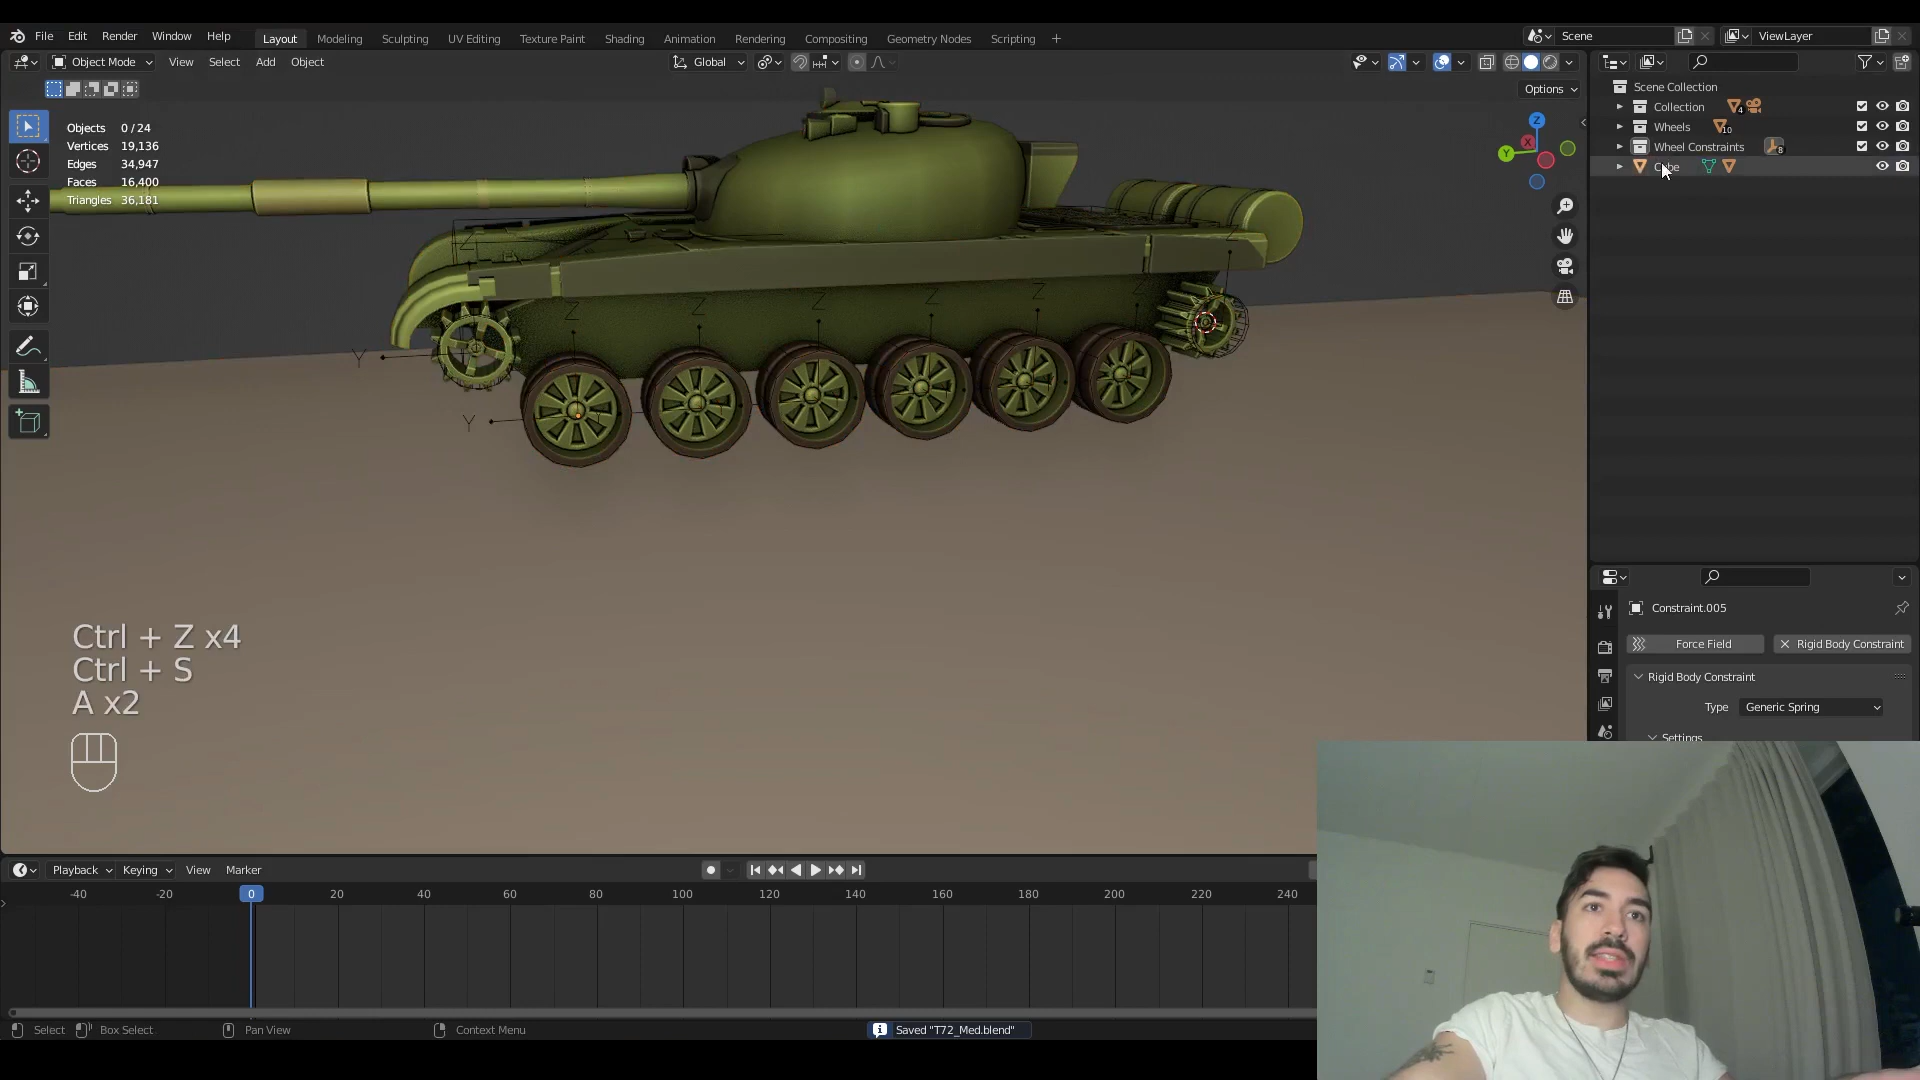 File Edit Render Window Help Layout Modeling Sculpting UV Editing Texture Paint Shading Animation Rendering Compositing Geometry Nodes Scripting + Scene ViewLayer
Object Mode View Select Add Object Global
Options
Scene Collection
Collection 4
Wheels 10
Wheel Constraints 8
Objects 0 / 24
Vertices 19,136
Edges 34,947
Faces 16,400
Triangles 36,181
Z
Y
X
Z
Z
Z
Z
Z
Z
Z
Y
Y
Constraint.005
Force Field Rigid Body Constraint
Rigid Body Constraint
Type Generic Spring
Settings
Ctrl + Z x4
Ctrl + S
A x2
Playback Keying View Marker
-40 -20 0 20 40 60 80 100 120 140 160 180 200 220 240
Select Box Select Pan View Context Menu Saved "T72_Med.blend"